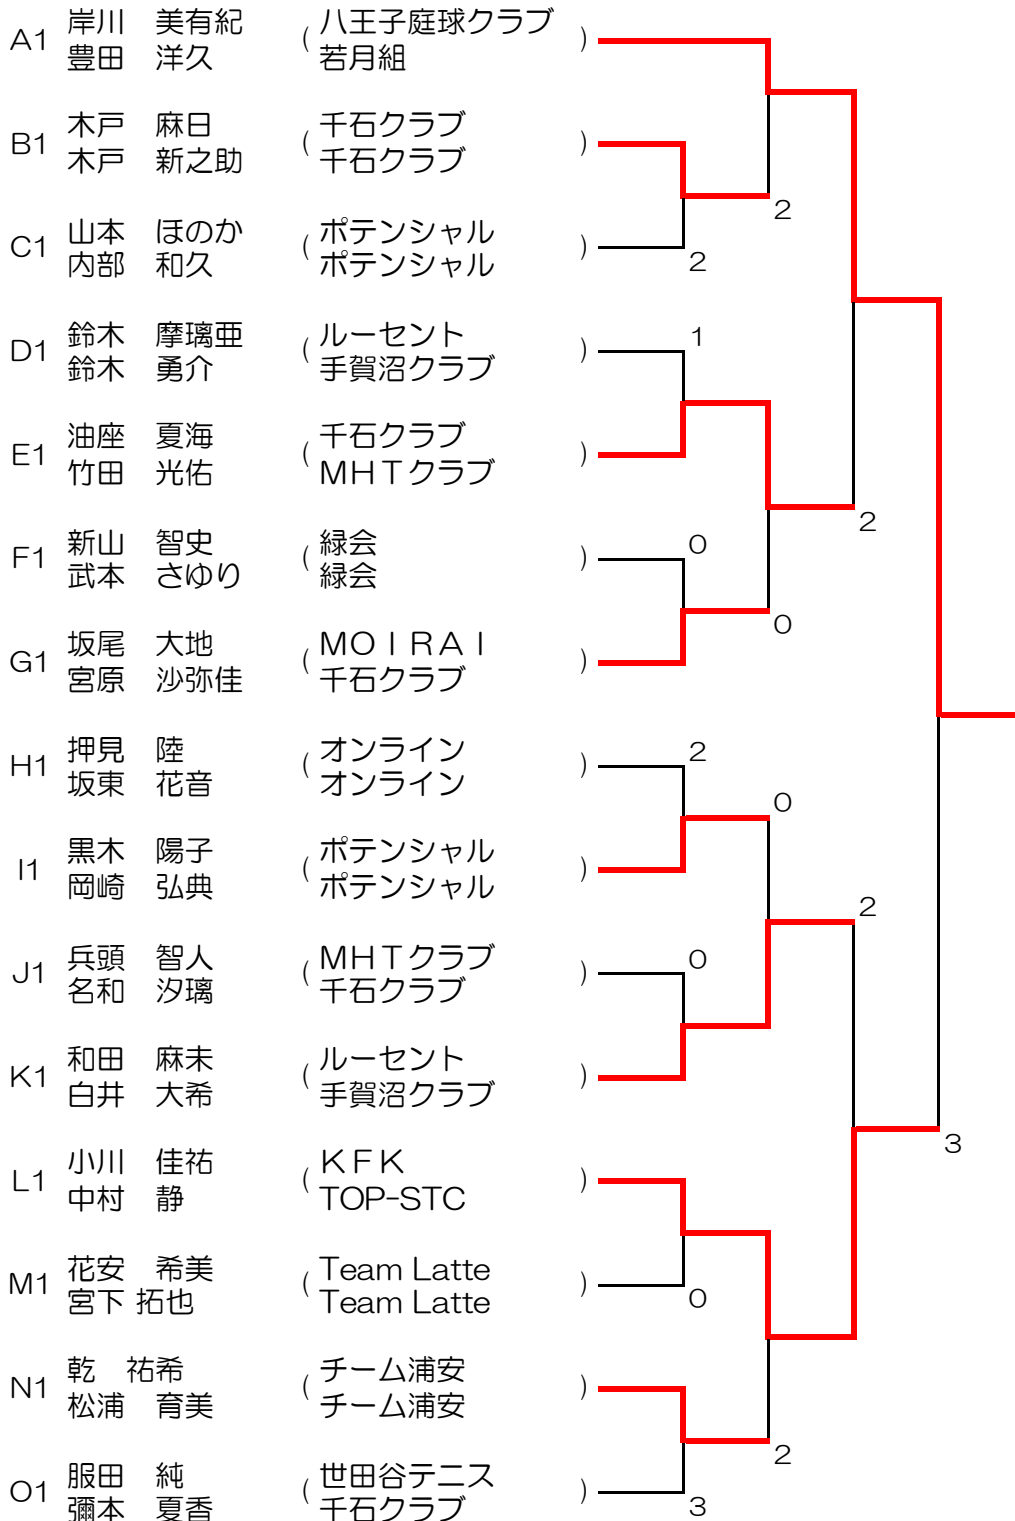 A1 岸川　美有紀 ( 八王子庭球クラブ )
豊田　洋久 若月組
B1 木戸　麻日 ( 千石クラブ )
木戸　新之助 千石クラブ
2
C1 山本　ほのか ( ポテンシャル )
内部　和久 ポテンシャル
2
D1 鈴木　摩璃亜 ( ルーセント ) 1
鈴木　勇介 手賀沼クラブ
E1 油座　夏海 ( 千石クラブ )
竹田　光佑 ＭＨＴクラブ
2
F1 新山　智史 ( 緑会 ) 0
武本　さゆり 緑会
0
G1 坂尾　大地 ( ＭＯＩＲＡＩ )
宮原　沙弥佳 千石クラブ
H1 押見　陸 ( オンライン ) 2
坂東　花音 オンライン
0
I1 黒木　陽子 ( ポテンシャル )
岡崎　弘典 ポテンシャル
2
J1 兵頭　智人 ( ＭＨＴクラブ ) 0
名和　汐璃 千石クラブ
K1 和田　麻未 ( ルーセント )
白井　大希 手賀沼クラブ
3
L1 小川　佳祐 ( ＫＦＫ )
中村　静 TOP-STC
M1 花安　希美 ( Team Latte )
宮下 拓也 Team Latte
0
N1 乾　祐希 ( チーム浦安 )
松浦　育美 チーム浦安
2
O1 服田　純 ( 世田谷テニス )
彌本　夏香 千石クラブ
3